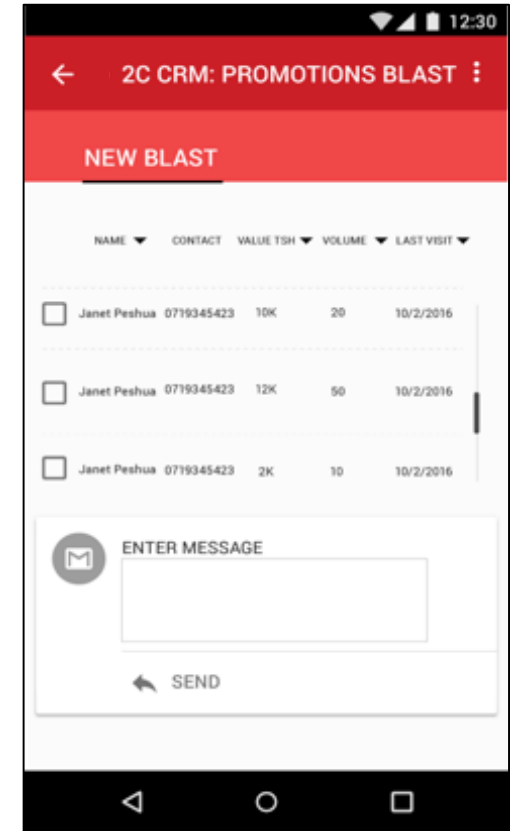 12:30
2C CRM: PROMOTIONS BLAST
NEW BLAST
NAME CONTACT VALUE TSH VOLUME LAST VISIT
Janet Peshua 0719345423 10K 20 10/2/2016
Janet Peshua 0719345423 12K 50 10/2/2016
Janet Peshua 0719345423 2K 10 10/2/2016
ENTER MESSAGE
SEND